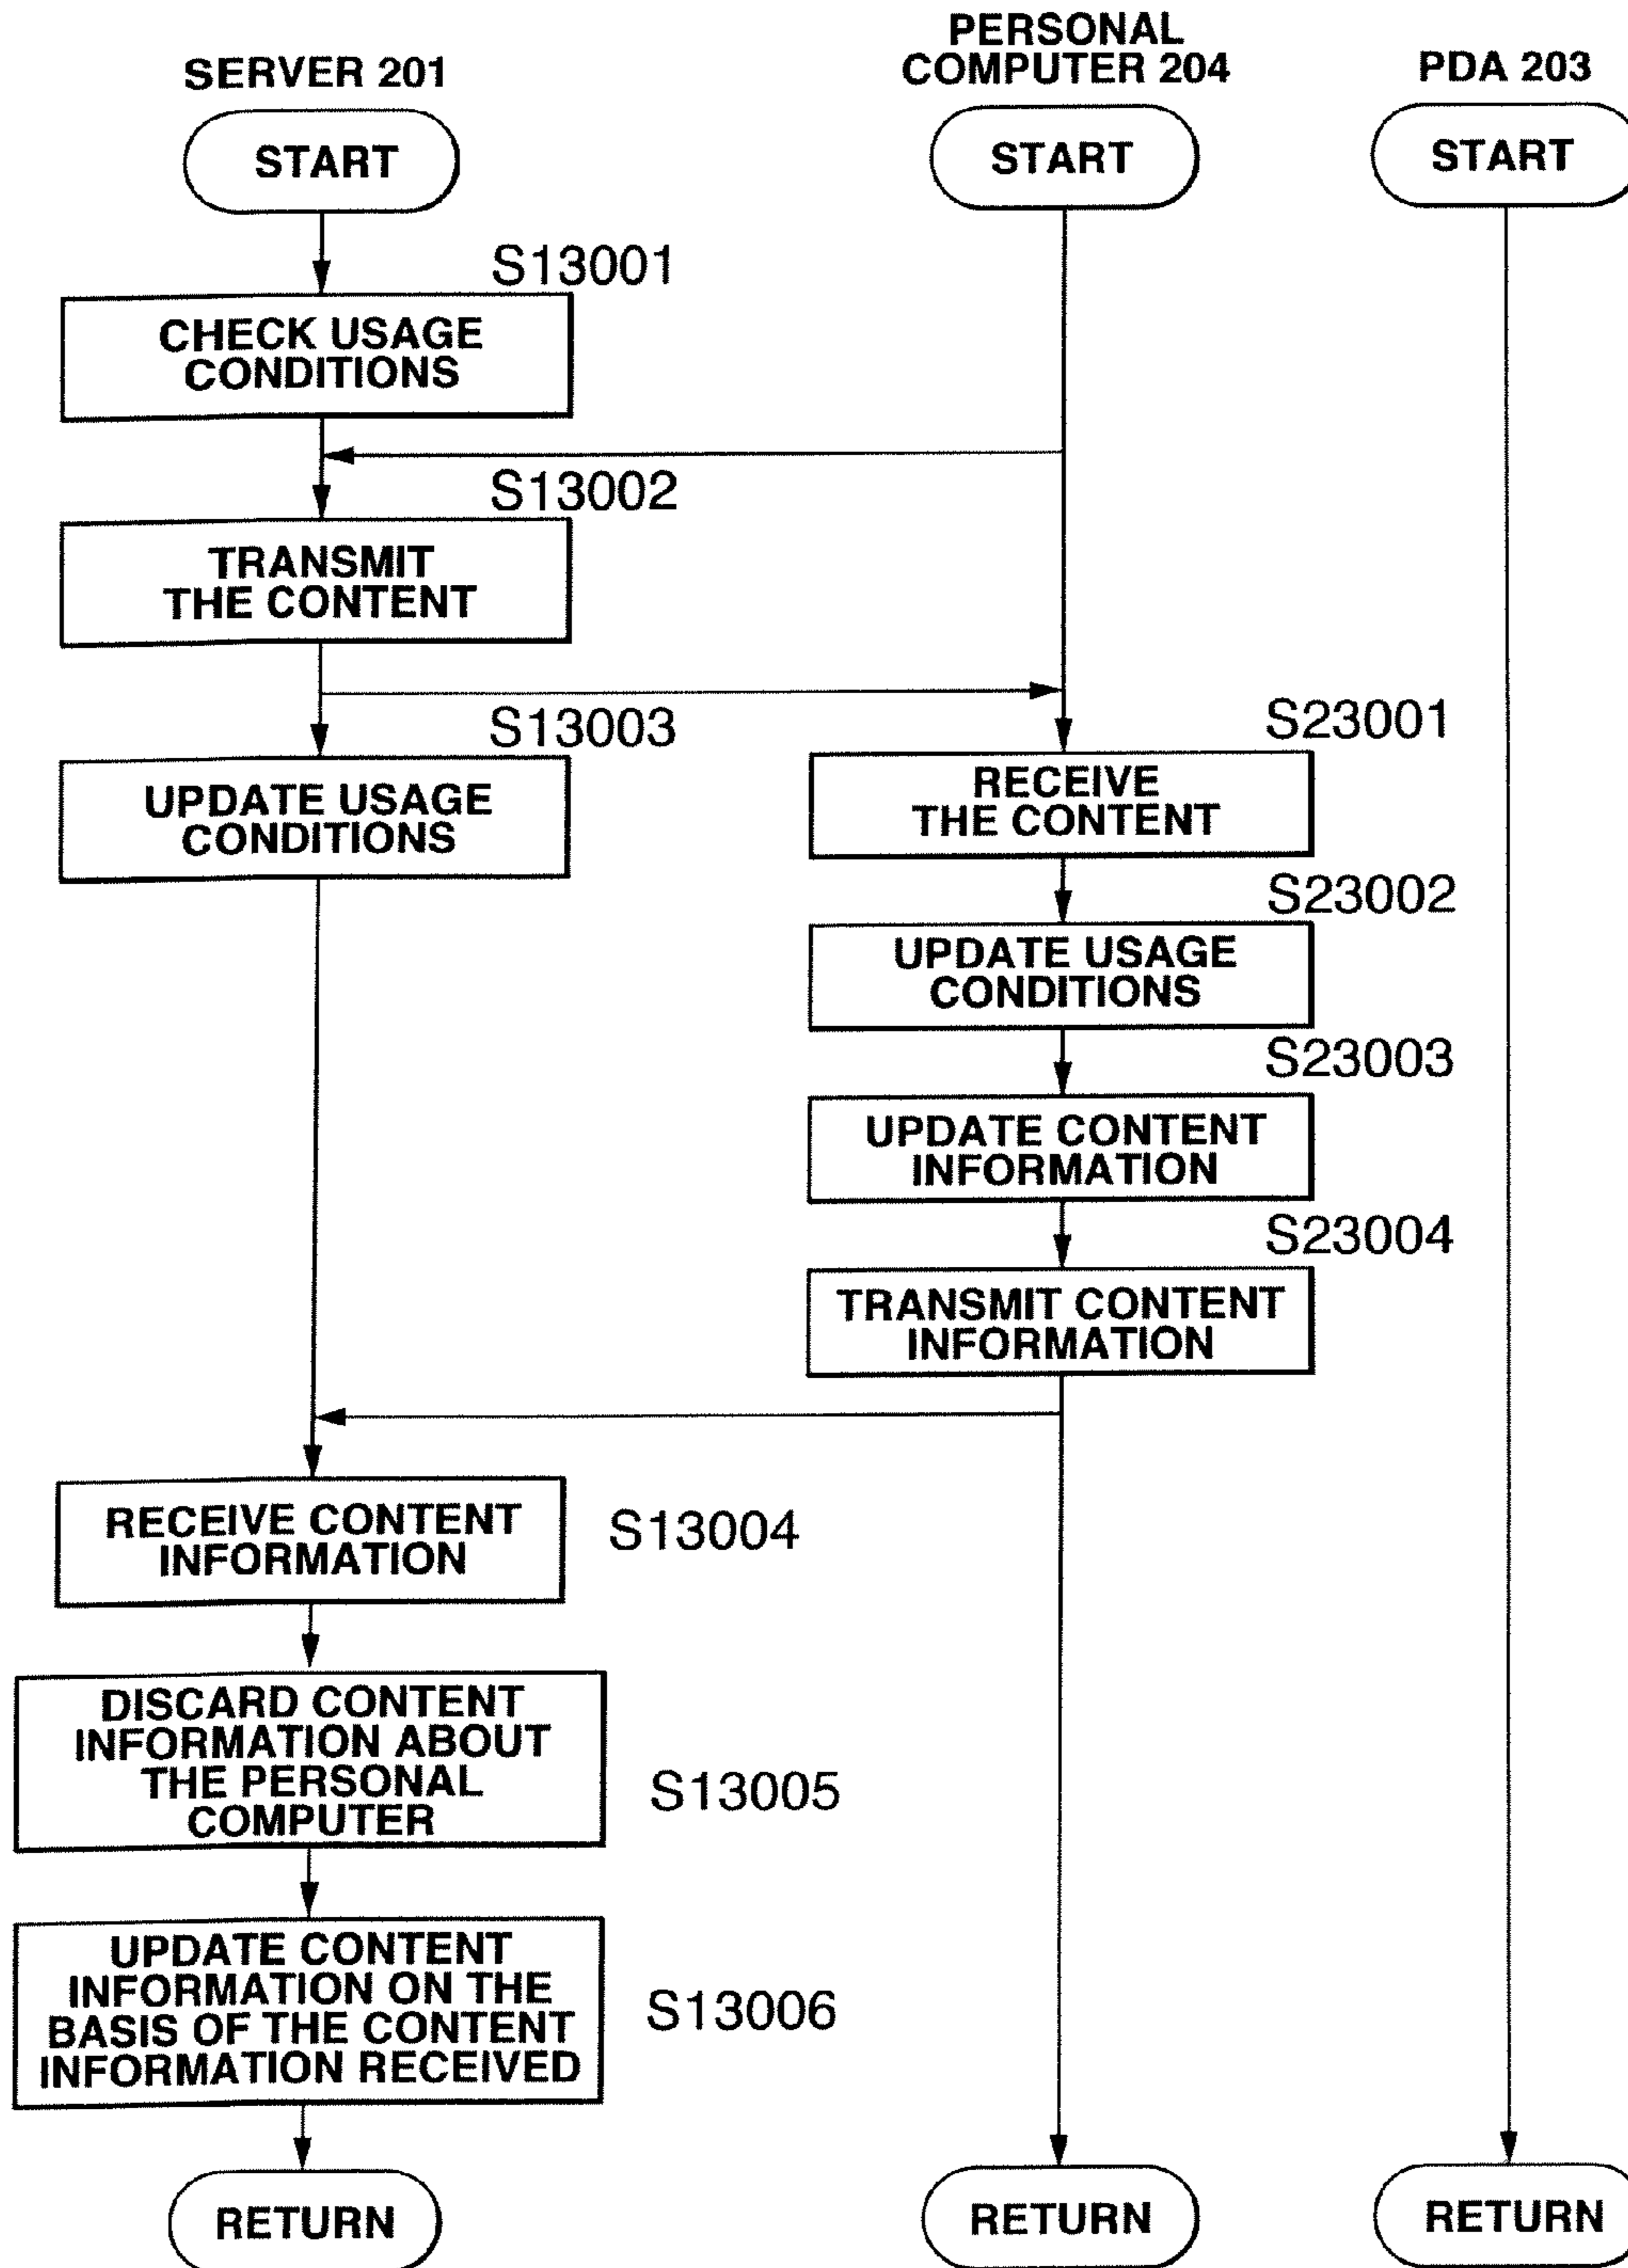 SERVER 201
PERSONAL
COMPUTER 204
PDA 203
START
START
START
S13001
CHECK USAGE
CONDITIONS
S13002
TRANSMIT
THE CONTENT
S13003
UPDATE USAGE
CONDITIONS
S23001
RECEIVE
THE CONTENT
S23002
UPDATE USAGE
CONDITIONS
S23003
UPDATE CONTENT
INFORMATION
S23004
TRANSMIT CONTENT
INFORMATION
RECEIVE CONTENT
INFORMATION
S13004
DISCARD CONTENT
INFORMATION ABOUT
THE PERSONAL
COMPUTER
S13005
UPDATE CONTENT
INFORMATION ON THE
BASIS OF THE CONTENT
INFORMATION RECEIVED
S13006
RETURN
RETURN
RETURN